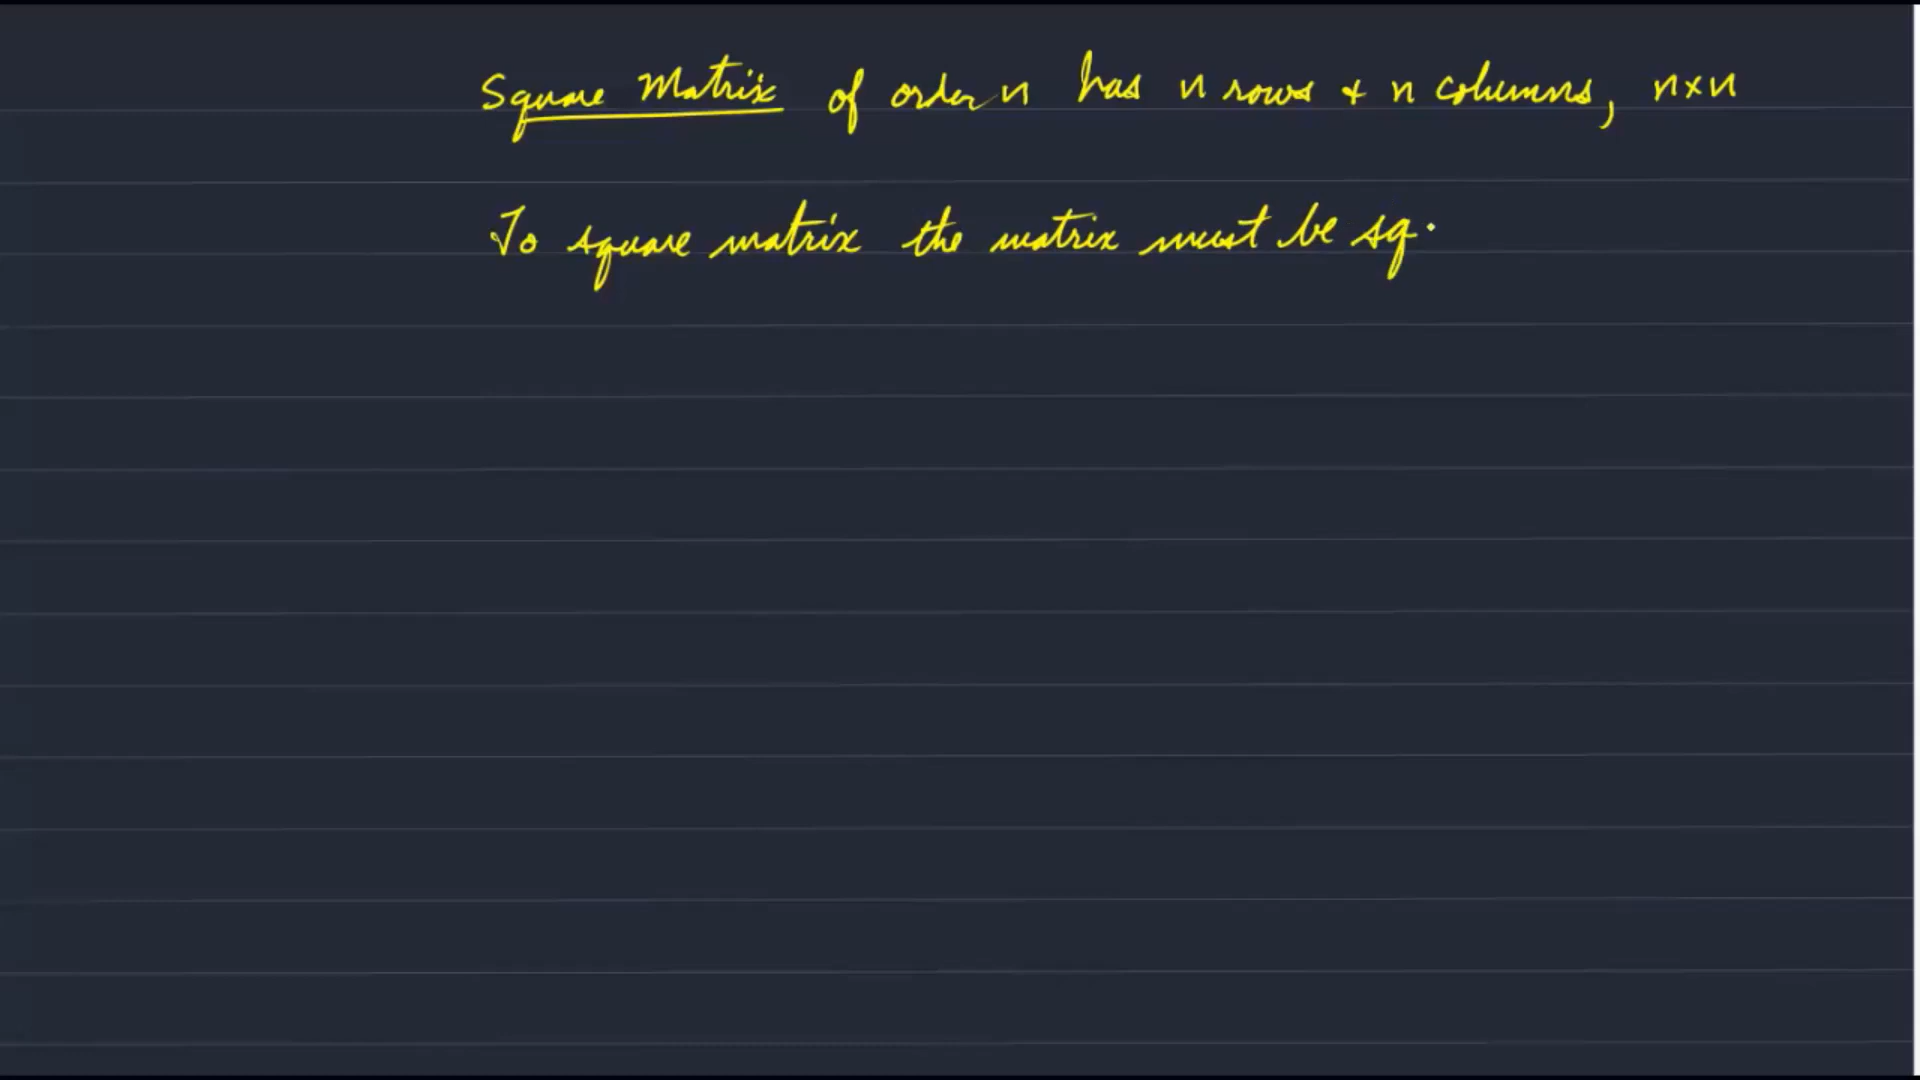 Square Matrix of order n has n rows + n columns, n×n
To square matrix the matrix must be sq.